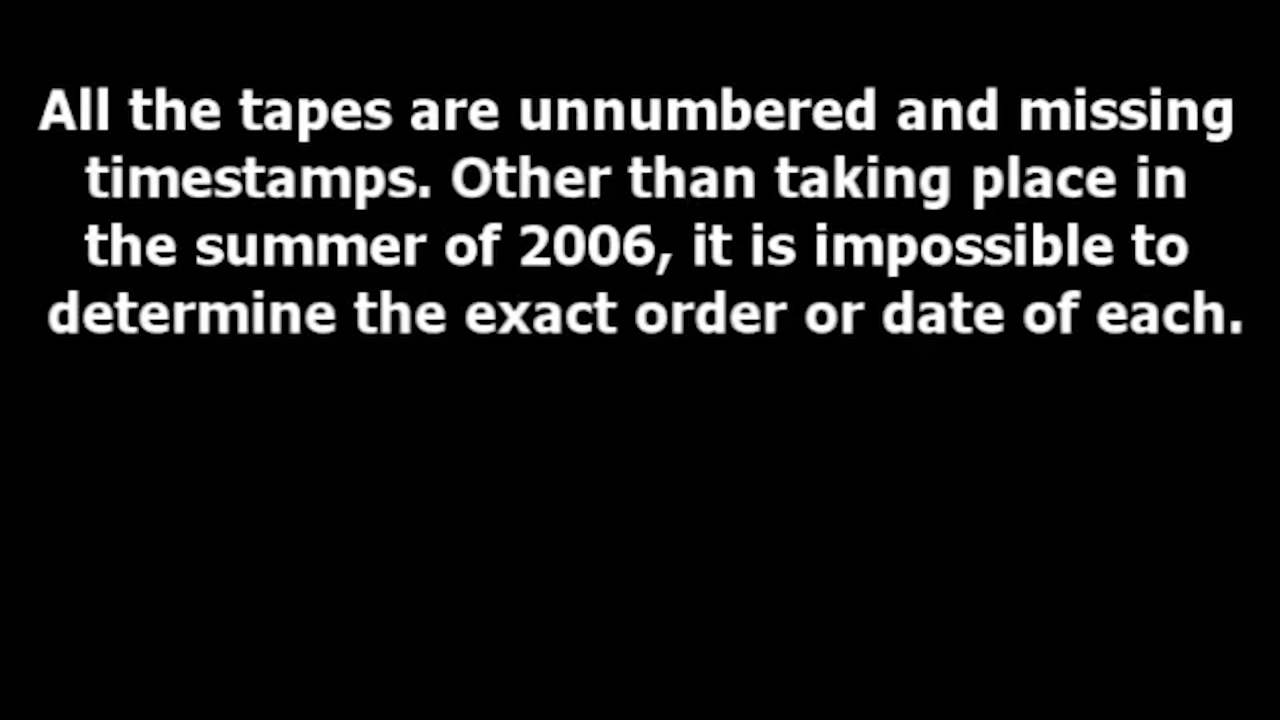 All the tapes are unnumbered and missing
timestamps. Other than taking place in
the summer of 2006, it is impossible to
determine the exact order or date of each.